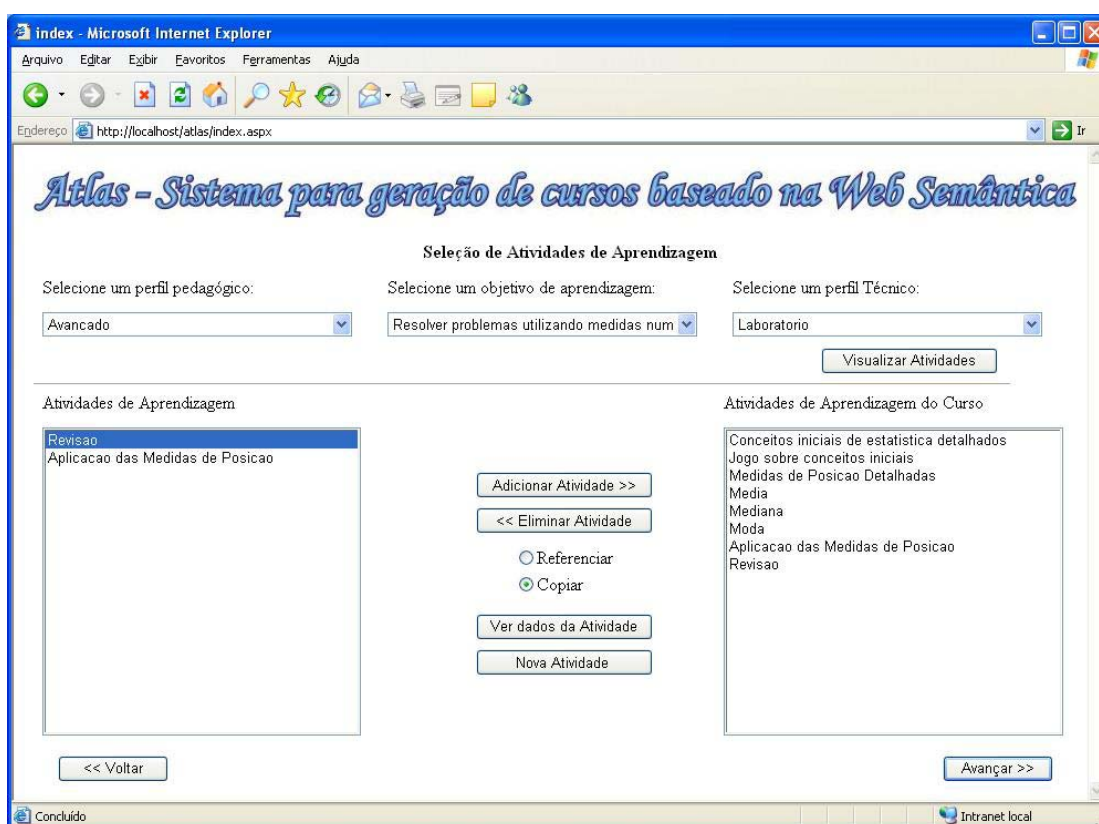 index - Microsoft Internet Explorer
Arquivo Editar Exibir Favoritos Ferramentas Ajuda
Endereço http://localhost/atlas/index.aspx Ir
Atlas - Sistema para geração de cursos baseado na Web Semântica
Seleção de Atividades de Aprendizagem
Selecione um perfil pedagógico: Selecione um objetivo de aprendizagem: Selecione um perfil Técnico:
Avancado Resolver problemas utilizando medidas num Laboratorio
Visualizar Atividades
Atividades de Aprendizagem Atividades de Aprendizagem do Curso
Revisao
Aplicacao das Medidas de Posicao
Adicionar Atividade >>
<< Eliminar Atividade
Referenciar
Copiar
Ver dados da Atividade
Nova Atividade
Conceitos iniciais de estatistica detalhados
Jogo sobre conceitos iniciais
Medidas de Posicao Detalhadas
Media
Mediana
Moda
Aplicacao das Medidas de Posicao
Revisao
<< Voltar Avançar >>
Concluído Intranet local